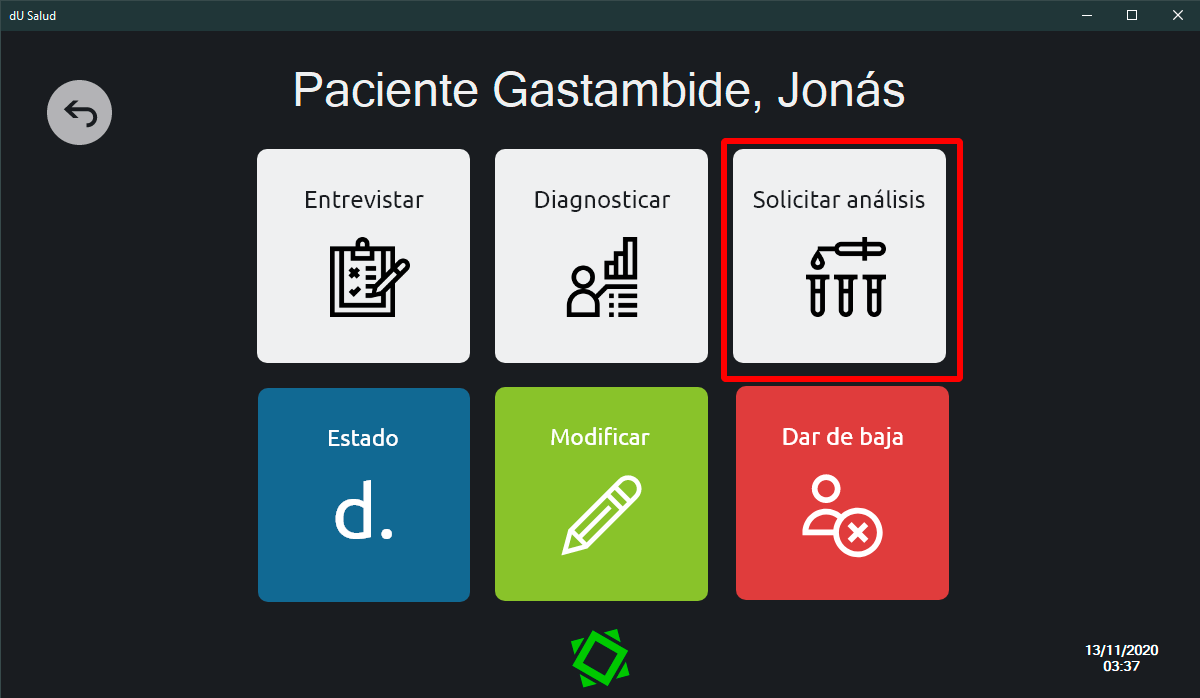 dU Salud
Paciente Gastambide, Jonás
Entrevistar
Diagnosticar
Solicitar análisis
Estado
d.
Modificar
Dar de baja
13/11/2020
03:37